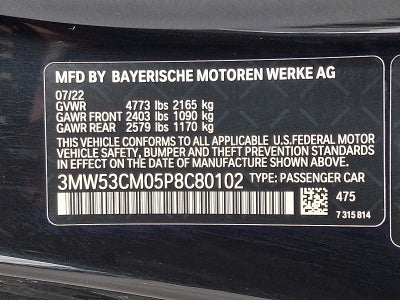 MFD BY BAYERISCHE MOTOREN WERKE AG
07/22
GVWR 4773 lbs 2165 kg
GAWR FRONT 2403 lbs 1090 kg
GAWR REAR 2579 lbs 1170 kg
THIS VEHICLE CONFORMS TO ALL APPLICABLE U.S.FEDERAL MOTOR
VEHICLE SAFETY, BUMPER AND THEFT PREVENTION STANDARDS
IN EFFECT ON THE DATE OF MANUFACTURE SHOWN ABOVE.
3MW53CM05P8C80102 TYPE: PASSENGER CAR
475
7 315 814